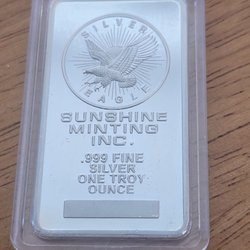 SILVER
EAGLE
SUNSHINE
MINTING
INC.
.999 FINE
SILVER
ONE TROY
OUNCE